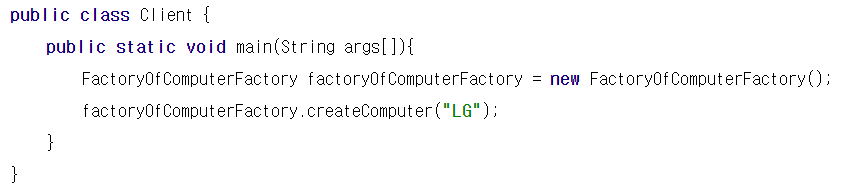 public class Client {
    public static void main(String args[]){
        FactoryOfComputerFactory factoryOfComputerFactory = new FactoryOfComputerFactory();
        factoryOfComputerFactory.createComputer("LG");
    }
}